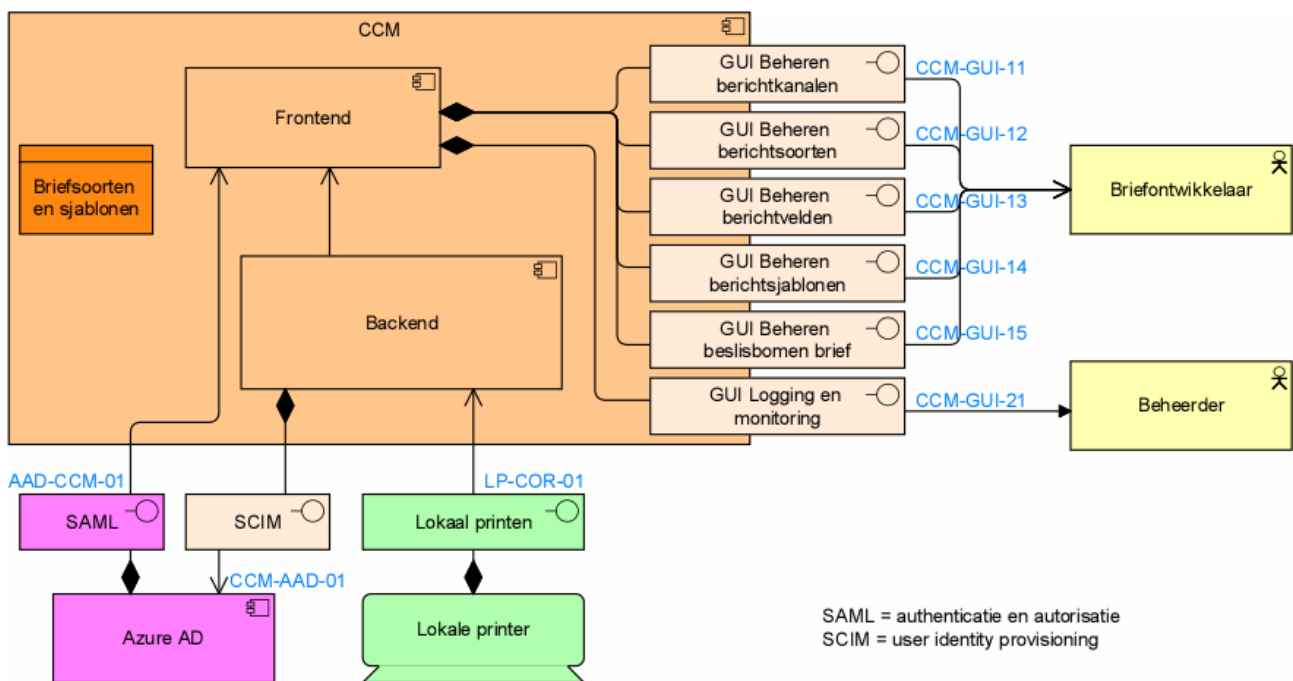 CCM
GUI Beheren
berichtkanalen
CCM-GUI-11
Frontend
GUI Beheren
berichtsoorten
CCM-GUI-12
Briefsoorten
en sjablonen
GUI Beheren
berichtvelden
CCM-GUI-13
Briefontwikkelaar
GUI Beheren
berichtsjablonen
CCM-GUI-14
Backend
GUI Beheren
beslisbomen brief
CCM-GUI-15
GUI Logging en
monitoring
CCM-GUI-21
Beheerder
AAD-CCM-01
LP-COR-01
SAML
SCIM
Lokaal printen
CCM-AAD-01
Azure AD
Lokale printer
SAML = authenticatie en autorisatie
SCIM = user identity provisioning